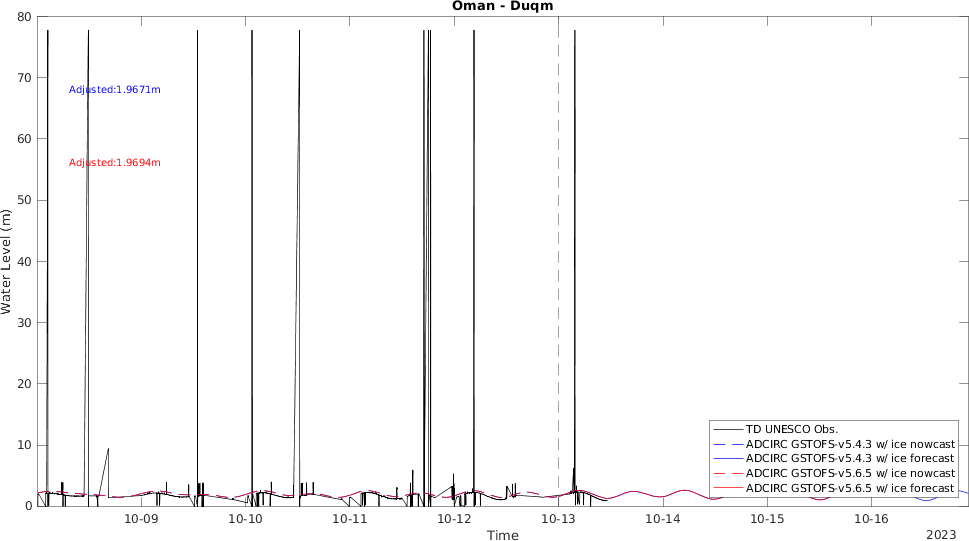 Oman - Duqm
80
70
60
50
40
30
20
10
0
Water Level (m)
Adjusted:1.9671m
Adjusted:1.9694m
TD UNESCO Obs.
ADCIRC GSTOFS-v5.4.3 w/ ice nowcast
ADCIRC GSTOFS-v5.4.3 w/ ice forecast
ADCIRC GSTOFS-v5.6.5 w/ ice nowcast
ADCIRC GSTOFS-v5.6.5 w/ ice forecast
10-09 10-10 10-11 10-12 10-13 10-14 10-15 10-16
Time
2023